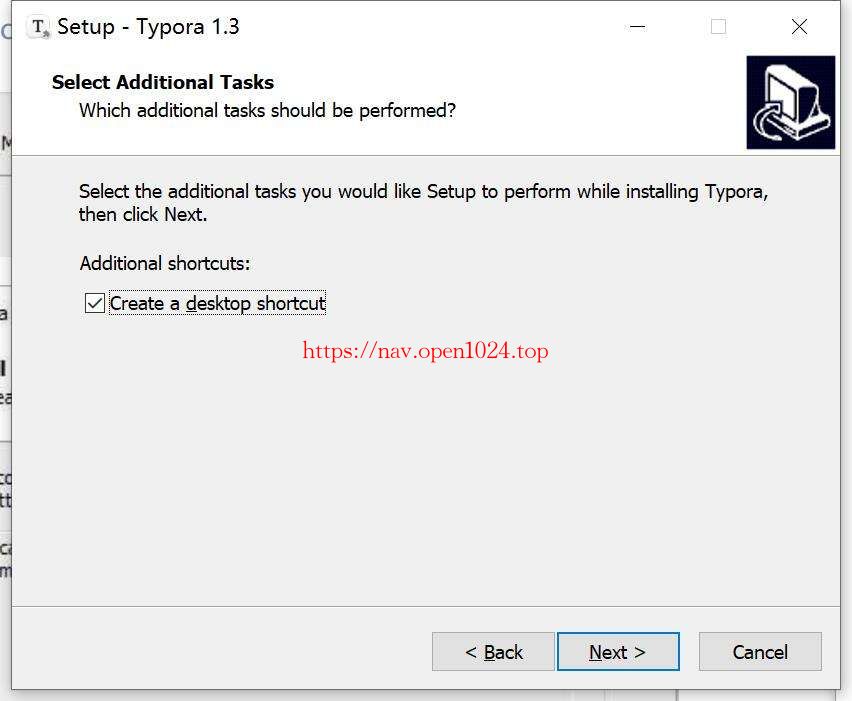 Setup - Typora 1.3
Select Additional Tasks
Which additional tasks should be performed?
Select the additional tasks you would like Setup to perform while installing Typora,
then click Next.
Additional shortcuts:
Create a desktop shortcut
https://nav.open1024.top
< Back
Next >
Cancel